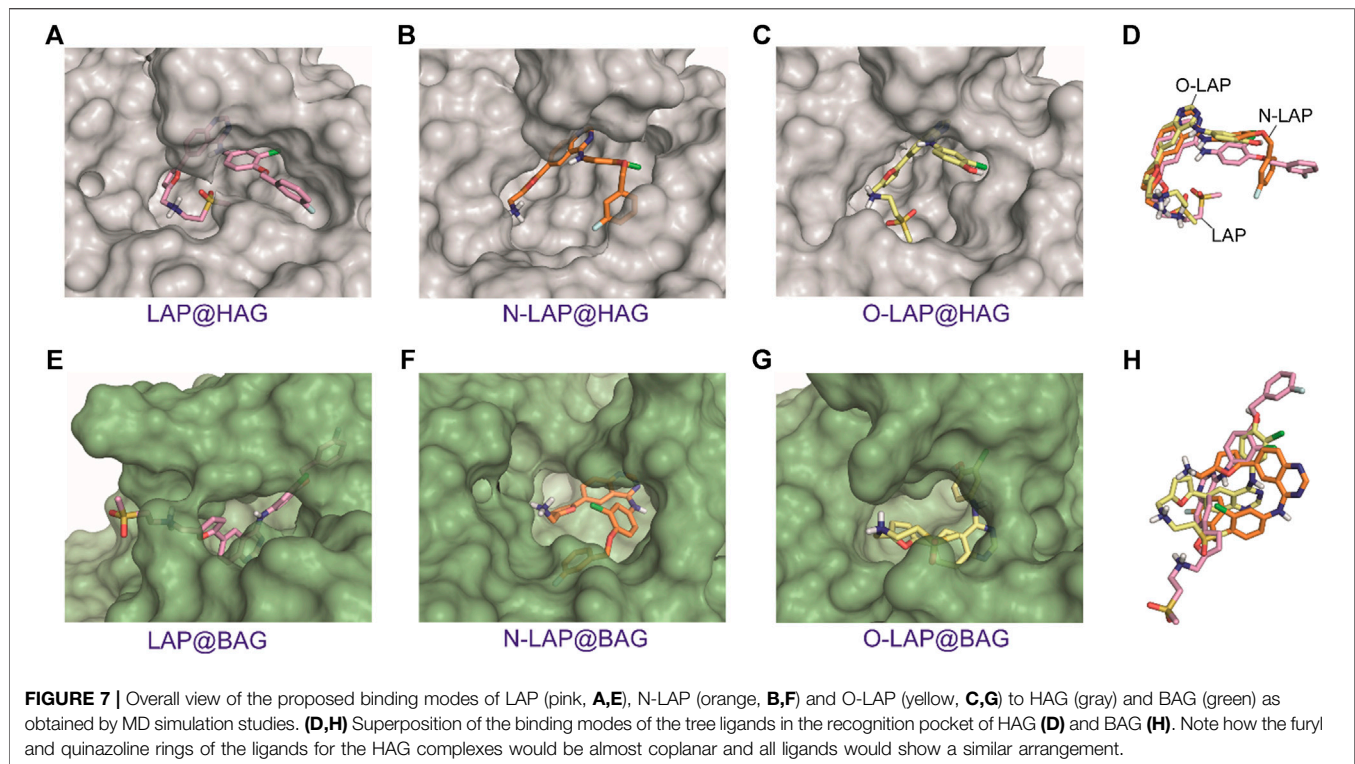 A
B
C
D
O-LAP
N-LAP
LAP
LAP@HAG
N-LAP@HAG
O-LAP@HAG
E
F
G
H
LAP@BAG
N-LAP@BAG
O-LAP@BAG
FIGURE 7 | Overall view of the proposed binding modes of LAP (pink, A,E), N-LAP (orange, B,F) and O-LAP (yellow, C,G) to HAG (gray) and BAG (green) as
obtained by MD simulation studies. (D,H) Superposition of the binding modes of the tree ligands in the recognition pocket of HAG (D) and BAG (H). Note how the furyl
and quinazoline rings of the ligands for the HAG complexes would be almost coplanar and all ligands would show a similar arrangement.